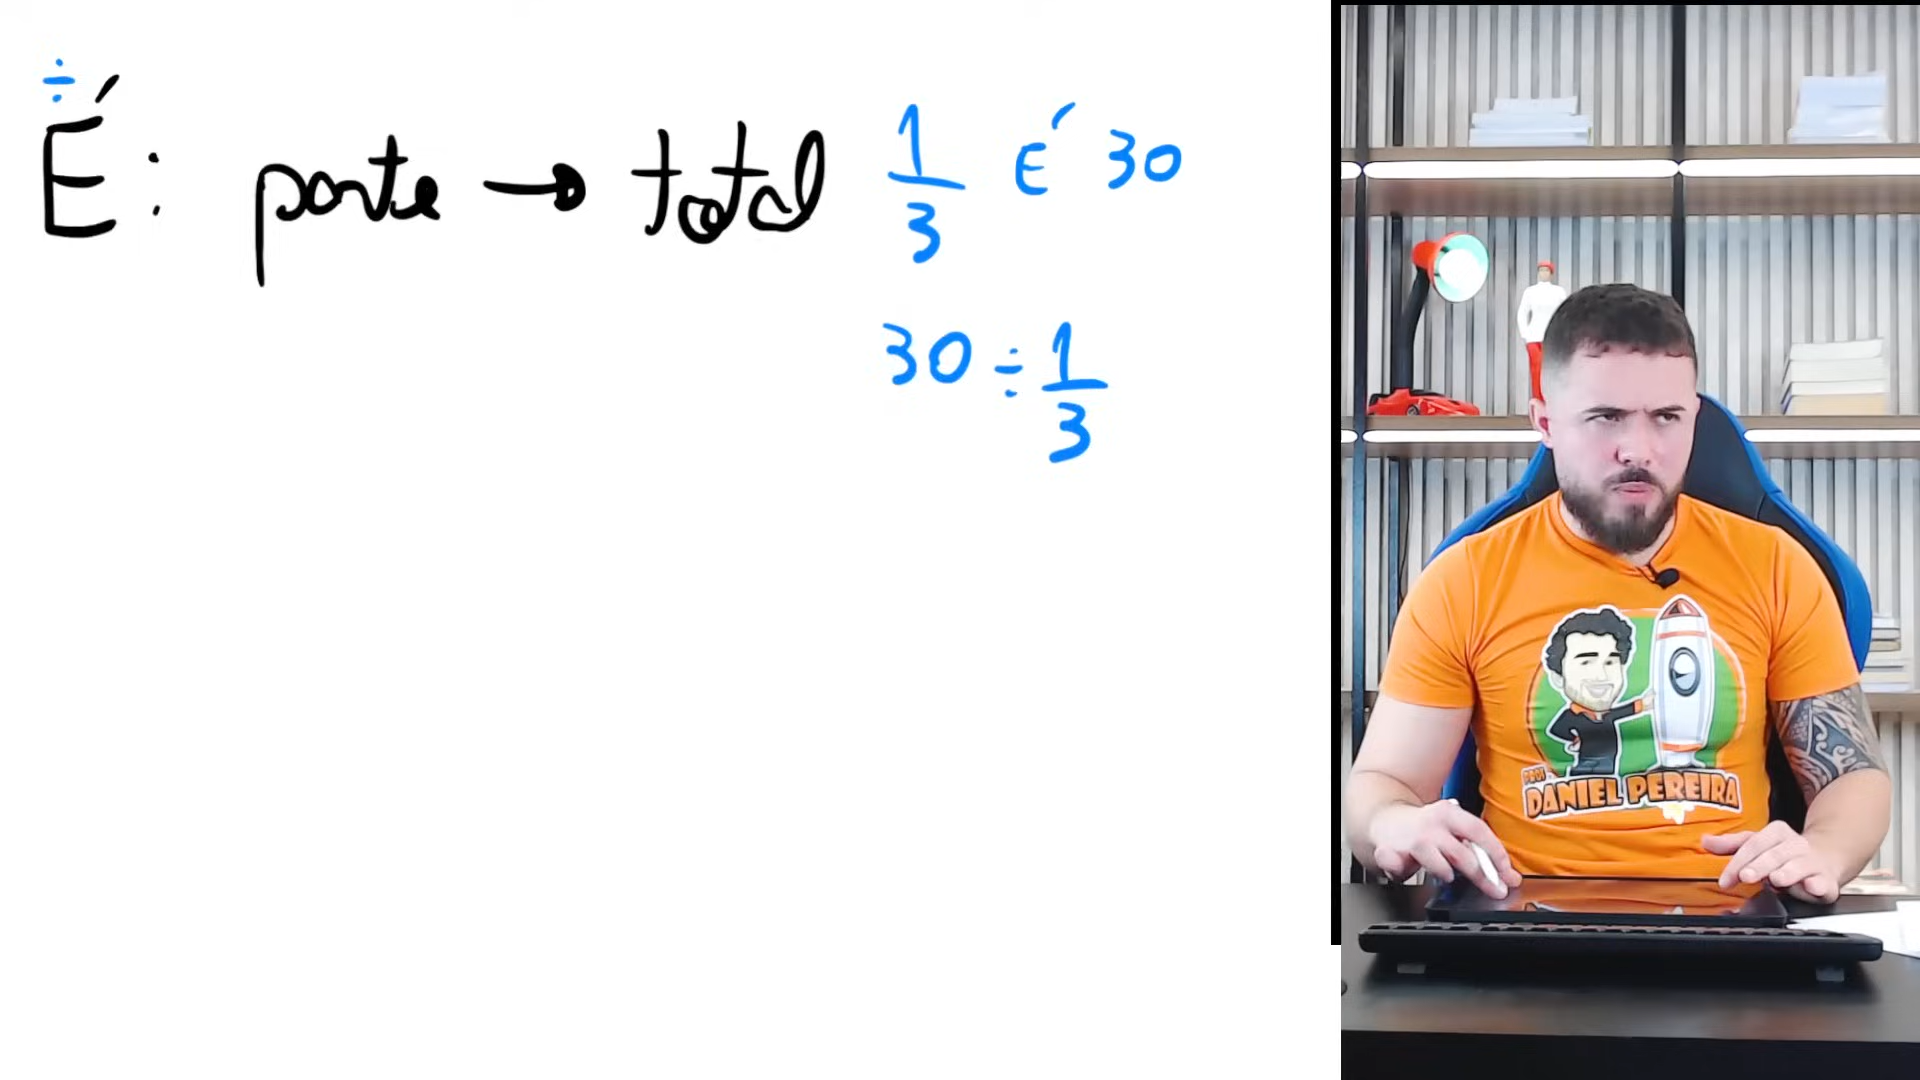 ÷
É: parte → total 1/3 É 30
30 ÷ 1/3
PROF. DANIEL PEREIRA